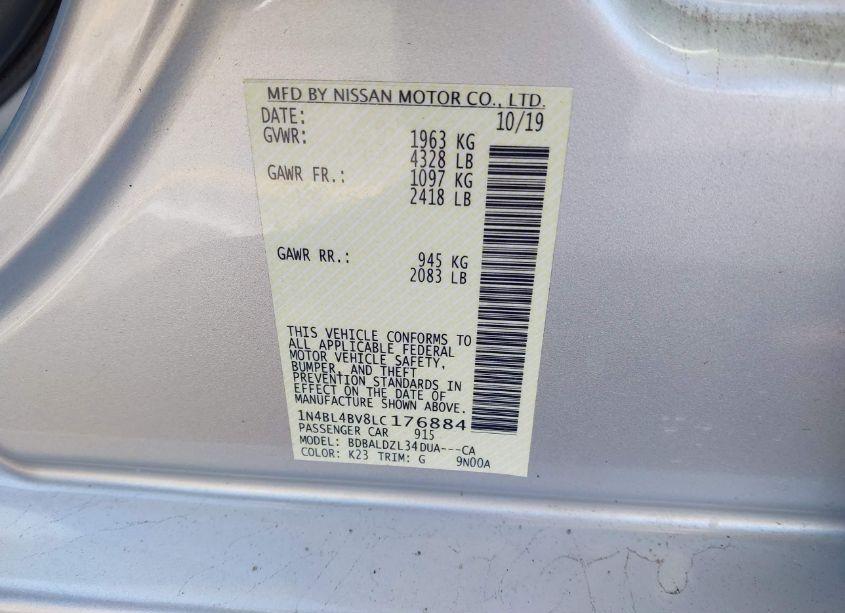 MFD BY NISSAN MOTOR CO., LTD.
DATE: 10/19
GVWR: 1963 KG
4328 LB
GAWR FR.: 1097 KG
2418 LB
GAWR RR.: 945 KG
2083 LB
THIS VEHICLE CONFORMS TO
ALL APPLICABLE FEDERAL
MOTOR VEHICLE SAFETY,
BUMPER, AND THEFT
PREVENTION STANDARDS IN
EFFECT ON THE DATE OF
MANUFACTURE SHOWN ABOVE.
1N4BL4BV8LC176884
PASSENGER CAR 915
MODEL: BDBALDZL34DUA---CA
COLOR: K23 TRIM: G 9N00A